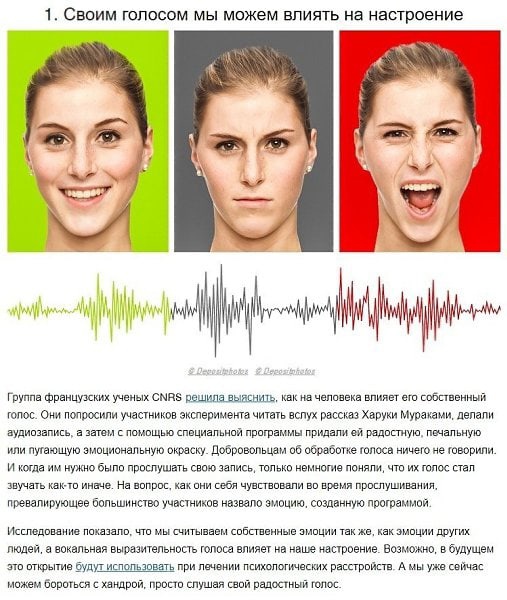 1. Своим голосом мы можем влиять на настроение
© Depositphotos © Depositphotos
Группа французских ученых CNRS решила выяснить, как на человека влияет его собственный
голос. Они попросили участников эксперимента читать вслух рассказ Харуки Мураками, делали
аудиозапись, а затем с помощью специальной программы придали ей радостную, печальную
или пугающую эмоциональную окраску. Добровольцам об обработке голоса ничего не говорили.
И когда им нужно было прослушать свою запись, только немногие поняли, что их голос стал
звучать как-то иначе. На вопрос, как они себя чувствовали во время прослушивания,
превалирующее большинство участников назвало эмоцию, созданную программой.
Исследование показало, что мы считываем собственные эмоции так же, как эмоции других
людей, а вокальная выразительность голоса влияет на наше настроение. Возможно, в будущем
это открытие будут использовать при лечении психологических расстройств. А мы уже сейчас
можем бороться с хандрой, просто слушая свой радостный голос.